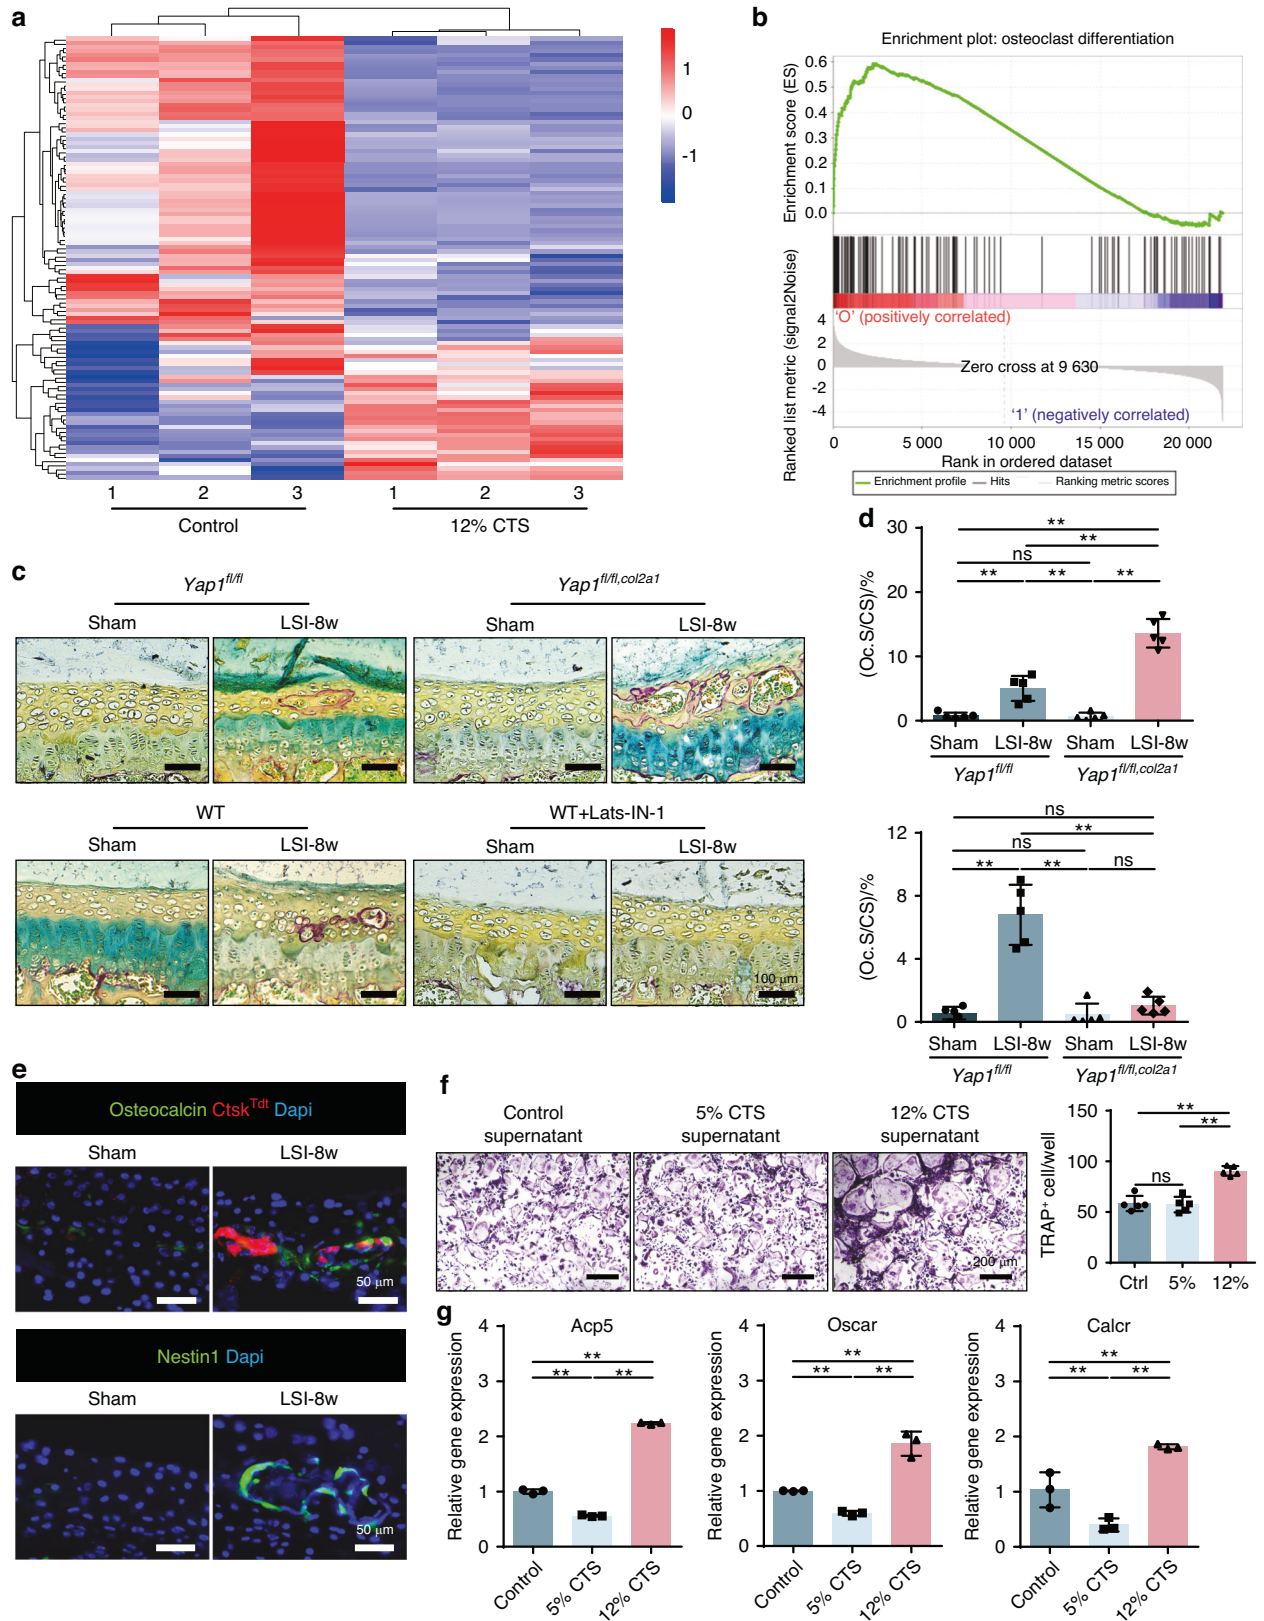 a
1
0
-1
1 2 3 1 2 3
Control 12% CTS
b
Enrichment plot: osteoclast differentiation
Enrichment score (ES)
0.6
0.5
0.4
0.3
0.2
0.1
0.0
Ranked list metric (signal2Noise)
'O' (positively correlated)
4
2
0
-2
-4
Zero cross at 9 630
'1' (negatively correlated)
0 5 000 10 000 15 000 20 000
Rank in ordered dataset
Enrichment profile Hits Ranking metric scores
c
Yap1fl/fl Yap1fl/fl,col2a1
Sham LSI-8w Sham LSI-8w
WT WT+Lats-IN-1
Sham LSI-8w Sham LSI-8w
100 μm
d
(Oc.S/CS)/%
30
20
10
0
**
**
ns
** ** **
Sham LSI-8w Sham LSI-8w
Yap1fl/fl Yap1fl/fl,col2a1
(Oc.S/CS)/%
12
8
4
0
ns
**
ns
** ** ns
Sham LSI-8w Sham LSI-8w
Yap1fl/fl Yap1fl/fl,col2a1
e
Osteocalcin CtskTdt Dapi
Sham LSI-8w
50 μm
Nestin1 Dapi
Sham LSI-8w
50 μm
f
Control supernatant
5% CTS supernatant
12% CTS supernatant
200 μm
TRAP+ cell/well
150
100
50
0
**
**
ns
Ctrl 5% 12%
g
Acp5
Relative gene expression
4
3
2
1
0
**
** **
Control 5% CTS 12% CTS
Oscar
Relative gene expression
4
3
2
1
0
**
** **
Control 5% CTS 12% CTS
Calcr
Relative gene expression
4
3
2
1
0
**
** **
Control 5% CTS 12% CTS